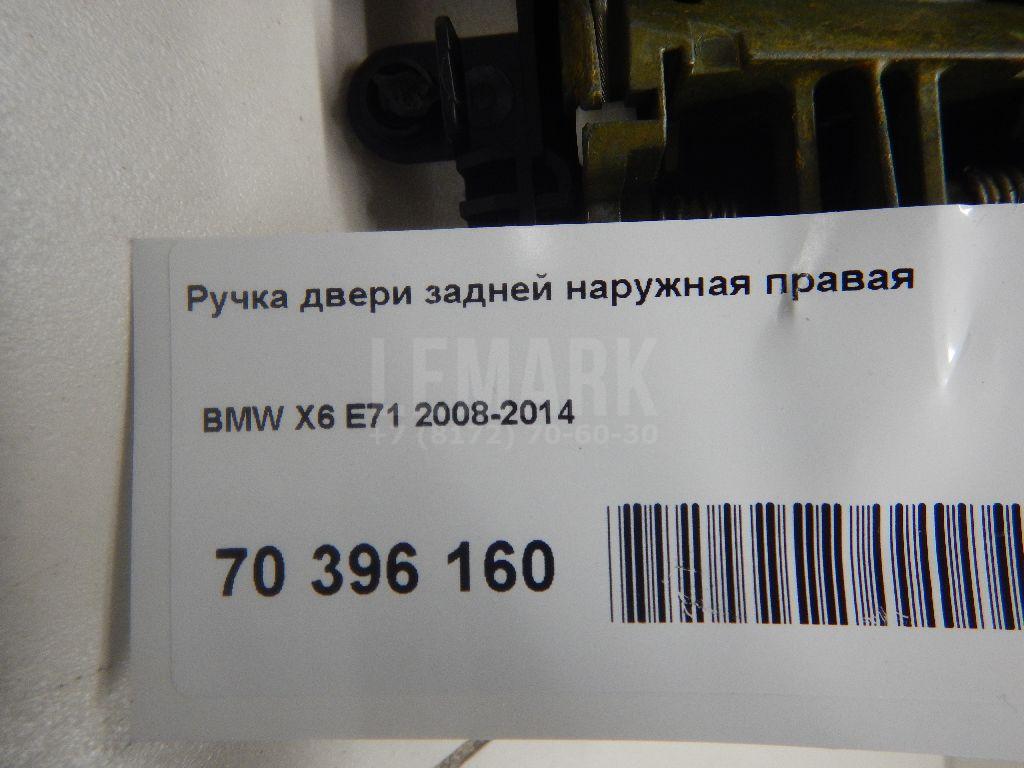 Ручка двери задней наружная правая
LEMARK
BMW X6 E71 2008-2014
+7 (8172) 70-60-30
70 396 160